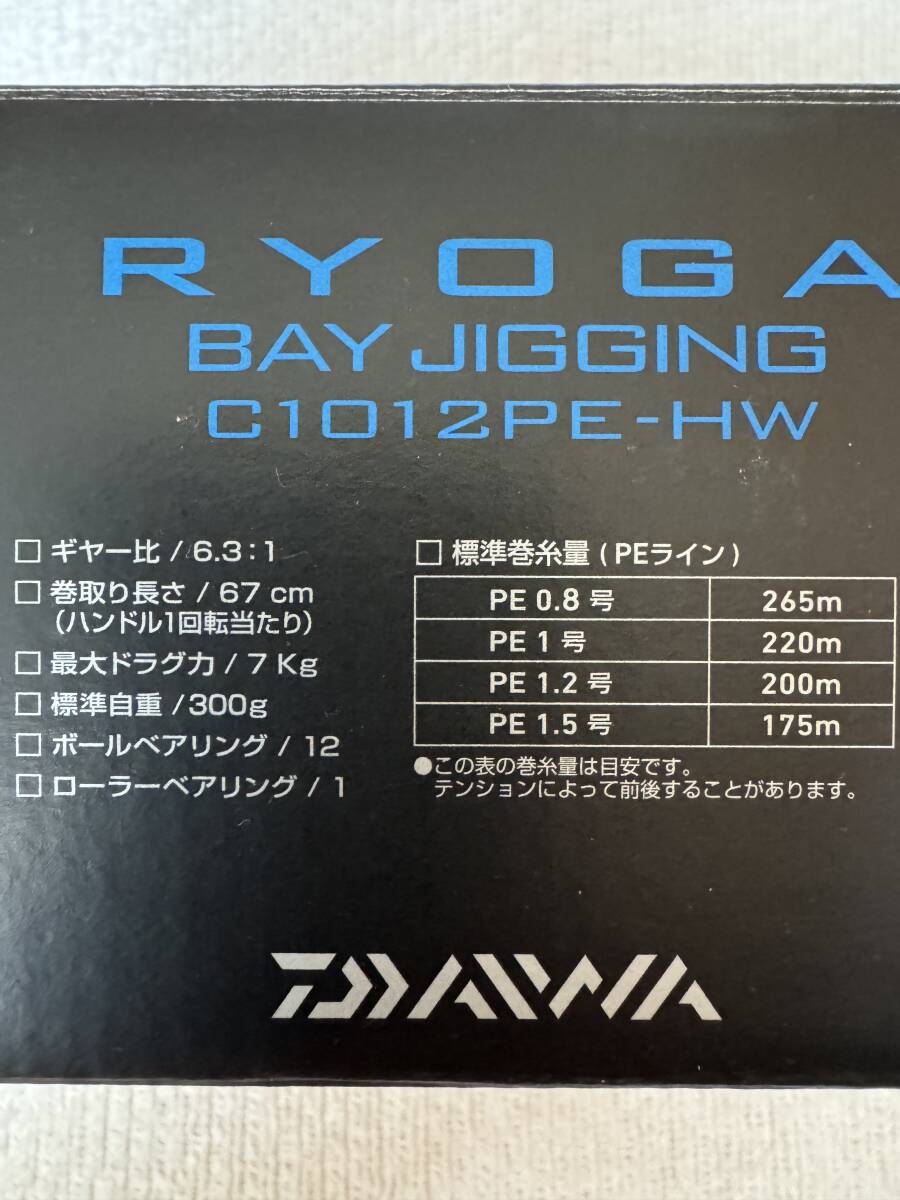 RYOGA
BAY JIGGING
C1012PE-HW
□ ギヤー比 / 6.3:1
□ 巻取り長さ / 67 cm
(ハンドル1回転当たり)
□ 最大ドラグ力 / 7 Kg
□ 標準自重 /300g
□ ボールベアリング / 12
□ ローラーベアリング / 1
□ 標準巻糸量 ( PEライン )
PE 0.8 号 265m
PE 1 号 220m
PE 1.2 号 200m
PE 1.5 号 175m
●この表の巻糸量は目安です。
テンションによって前後することがあります。
DAIWA